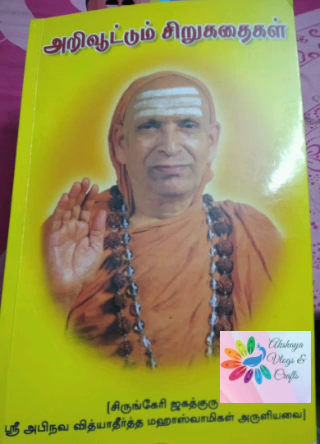 அறிவூட்டும் சிறுகதைகள்
[சிருங்கேரி ஜகத்குரு
ஸ்ரீ அபிநவ வித்யாதீர்த்த மஹாஸ்வாமிகள் அருளியவை]
Akshaya
Vlogs &
Crafts